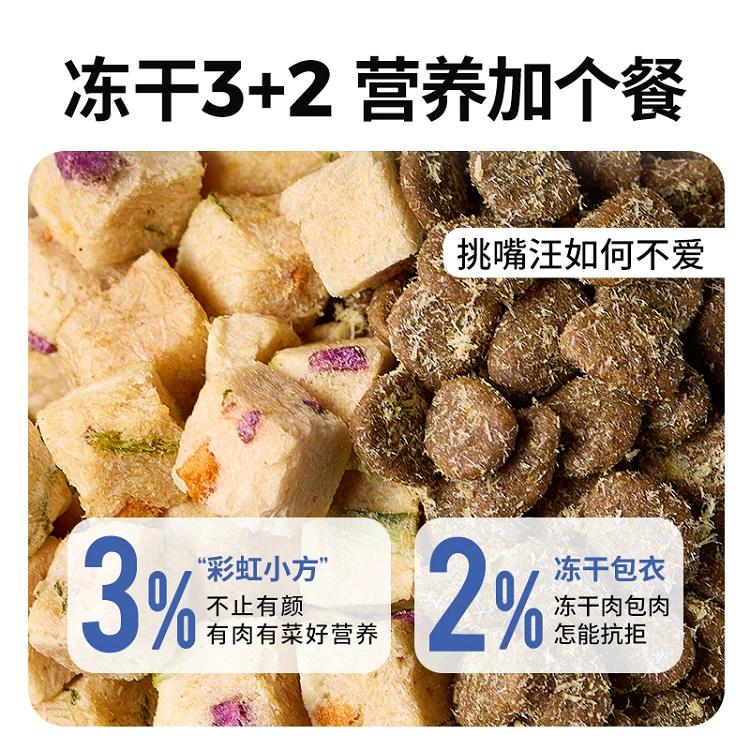 冻干3+2 营养加个餐
挑嘴汪如何不爱
3%
“彩虹小方”
不止有颜
有肉有菜好营养
2%
冻干包衣
冻干肉包肉
怎能抗拒